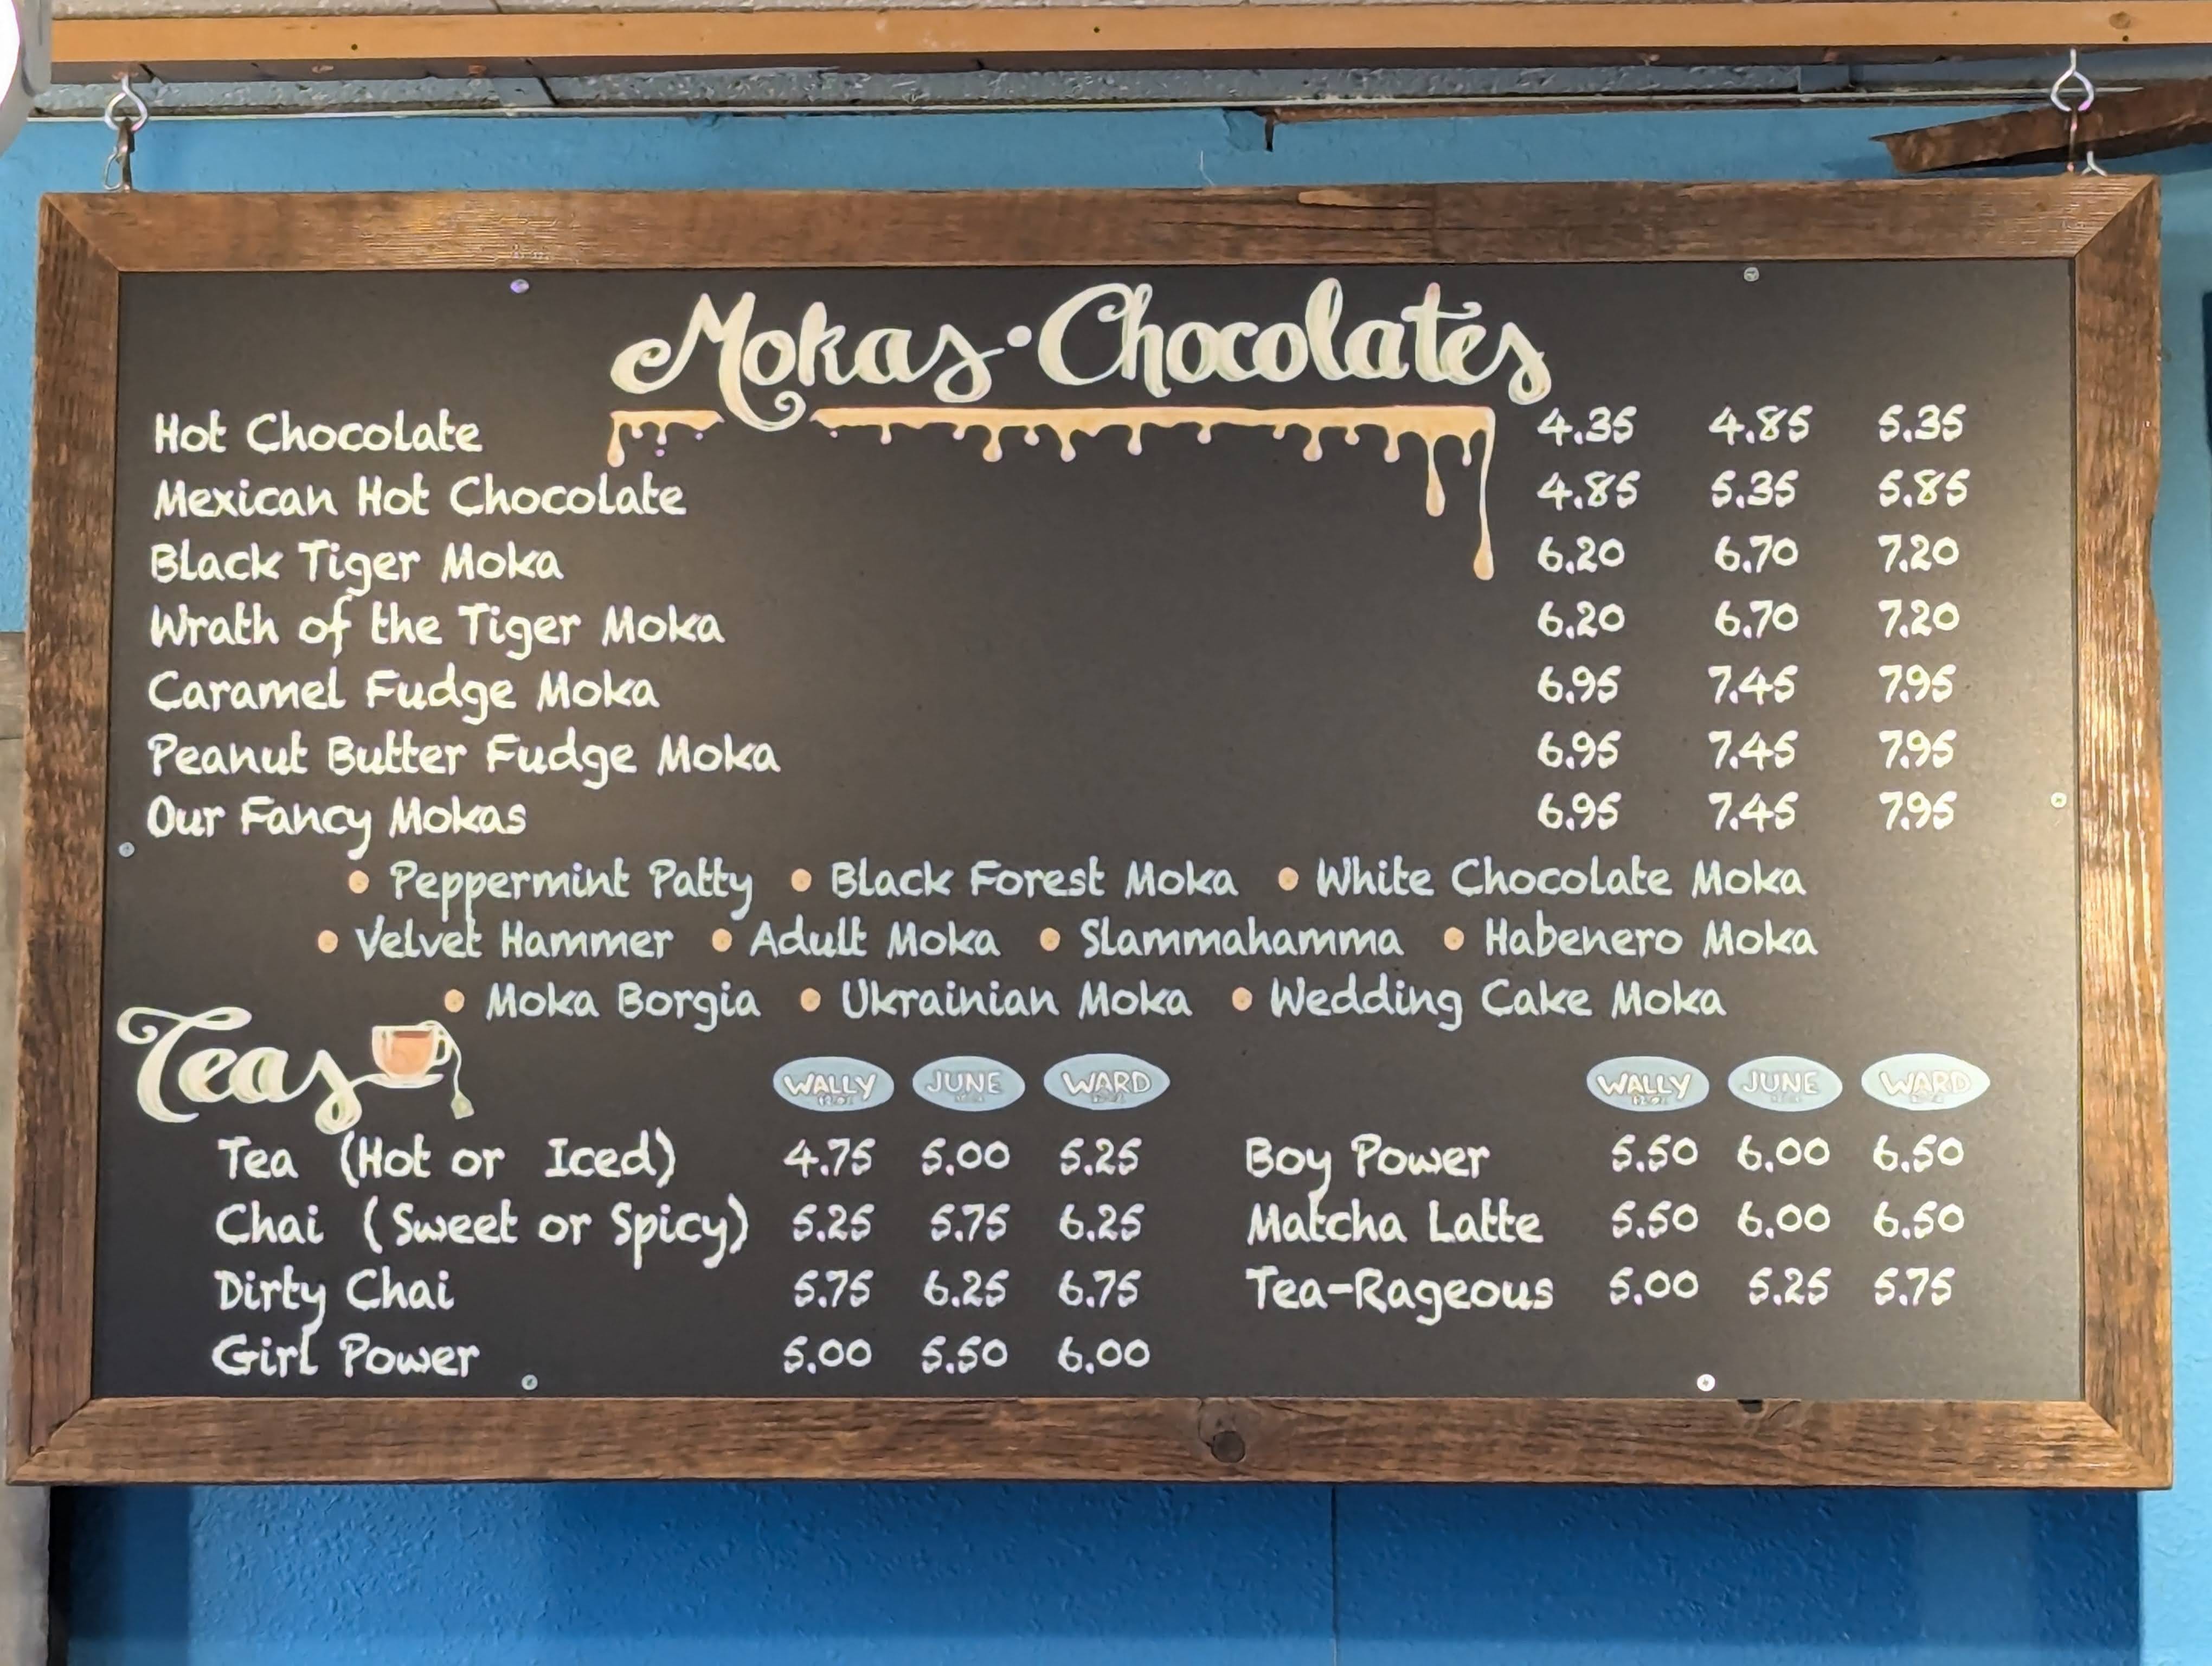 Mokas • Chocolates
Hot Chocolate 4.35 4.85 5.35
Mexican Hot Chocolate 4.85 5.35 5.85
Black Tiger Moka 6.20 6.70 7.20
Wrath of the Tiger Moka 6.20 6.70 7.20
Caramel Fudge Moka 6.95 7.45 7.95
Peanut Butter Fudge Moka 6.95 7.45 7.95
Our Fancy Mokas 6.95 7.45 7.95
• Peppermint Patty • Black Forest Moka • White Chocolate Moka
• Velvet Hammer • Adult Moka • Slammahamma • Habenero Moka
• Moka Borgia • Ukrainian Moka • Wedding Cake Moka
Teas
WALLY JUNE WARD WALLY JUNE WARD
Tea (Hot or Iced) 4.75 5.00 5.25 Boy Power 5.50 6.00 6.50
Chai (Sweet or Spicy) 5.25 5.75 6.25 Matcha Latte 5.50 6.00 6.50
Dirty Chai 5.75 6.25 6.75 Tea-Rageous 5.00 5.25 5.75
Girl Power 5.00 5.50 6.00